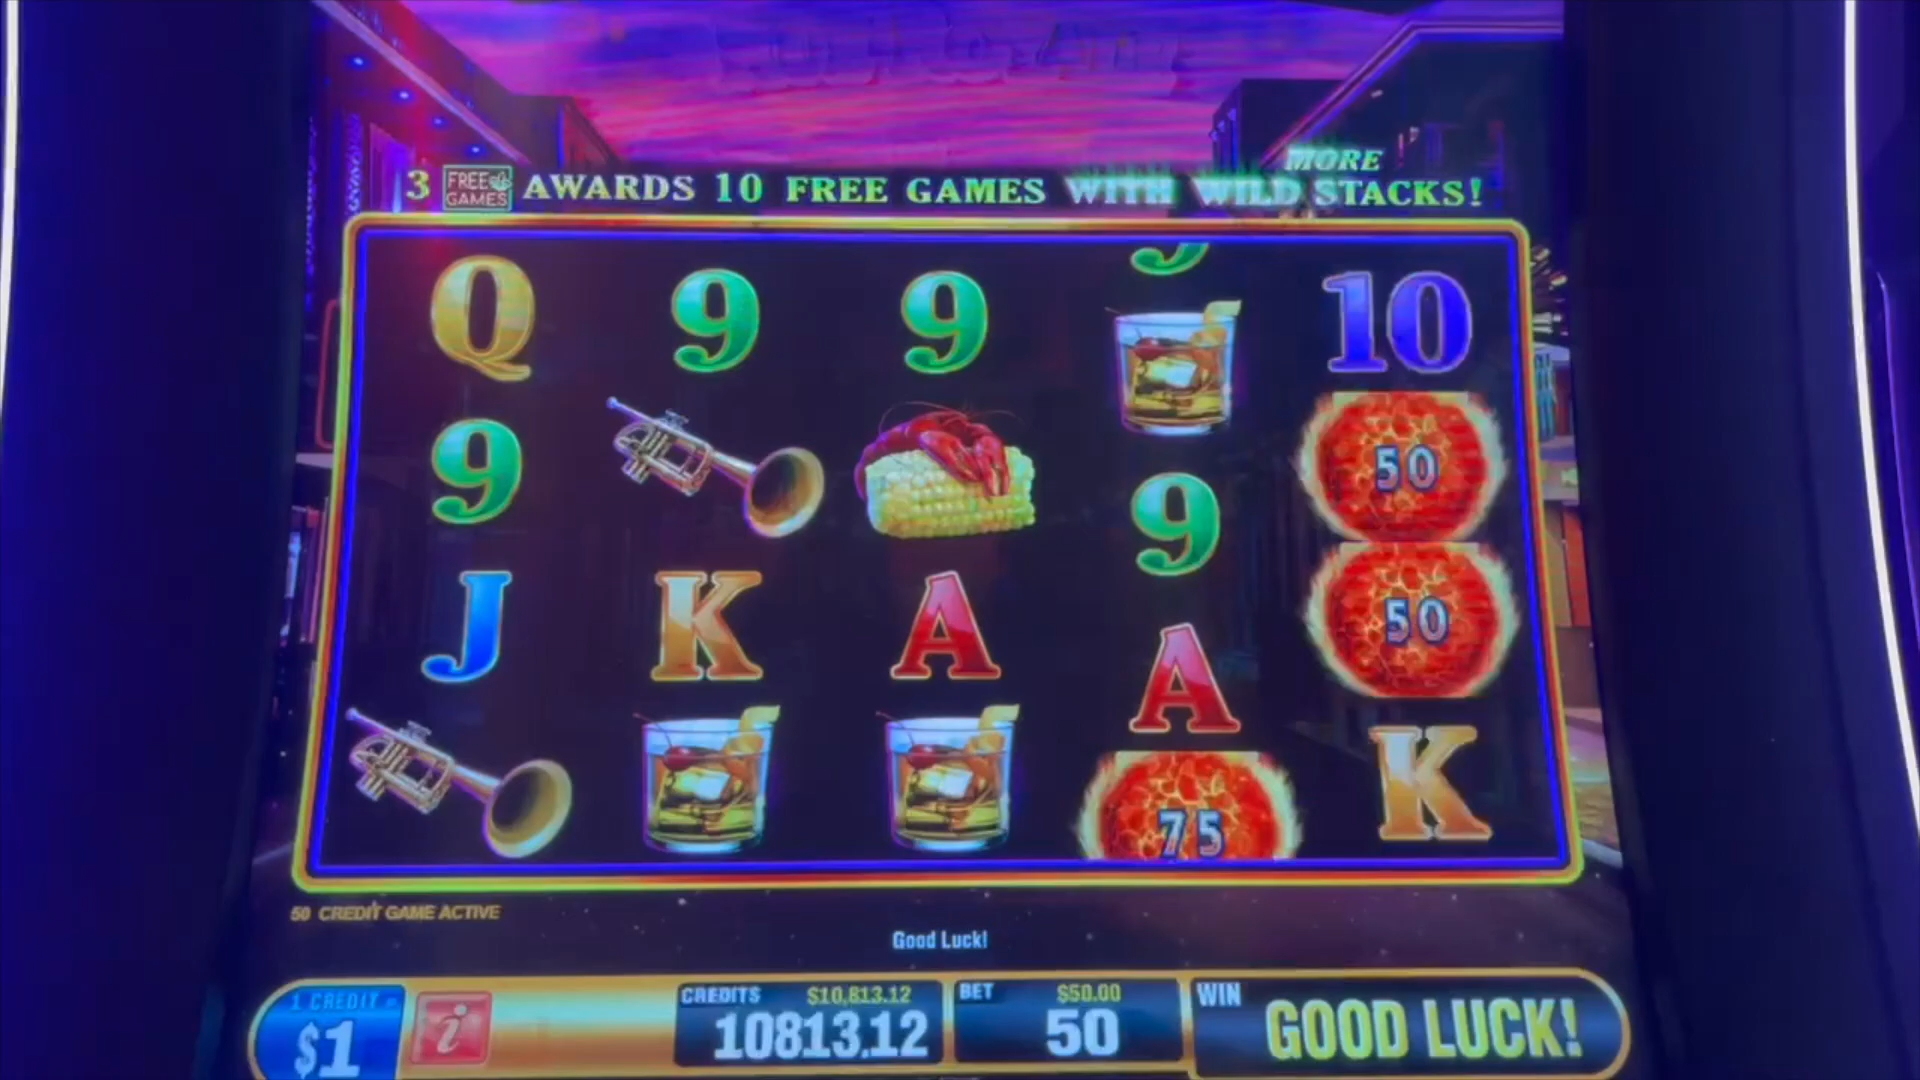 MORE
3 FREE GAMES AWARDS 10 FREE GAMES WITH WILD STACKS!
Q 9 9 9 10
9 50
J K A 9 50
A
75 K
50 CREDIT GAME ACTIVE
Good Luck!
1 CREDIT =
$1
i
CREDITS $10,813.12
10813.12
BET $50.00
50
WIN
GOOD LUCK!